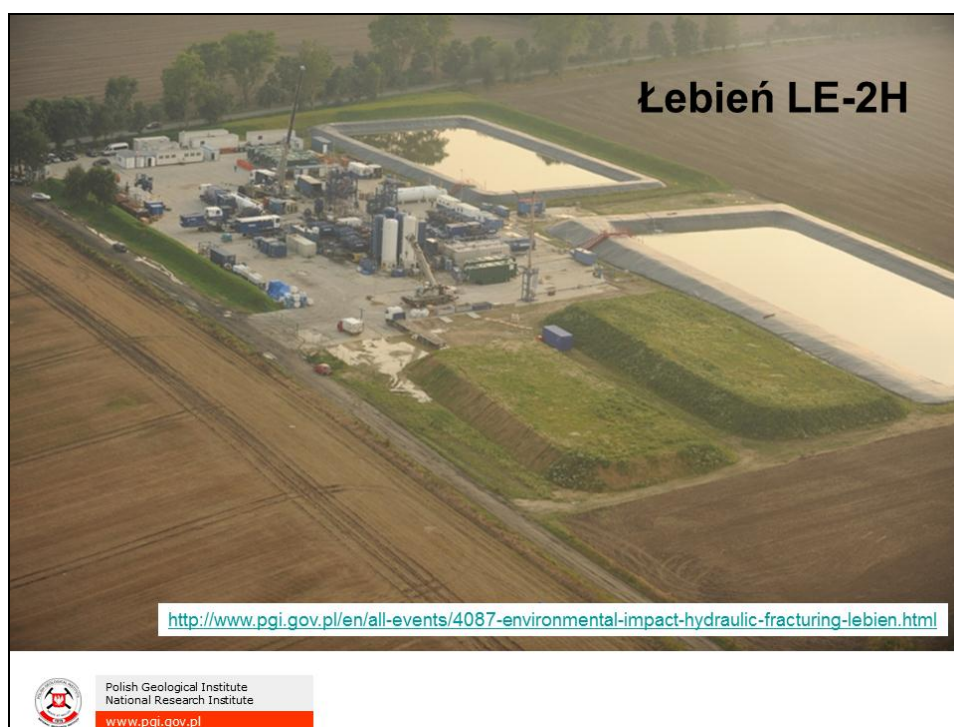 Łebień LE-2H
http://www.pgi.gov.pl/en/all-events/4087-environmental-impact-hydraulic-fracturing-lebien.html
Polish Geological Institute
National Research Institute
www.pgi.gov.pl